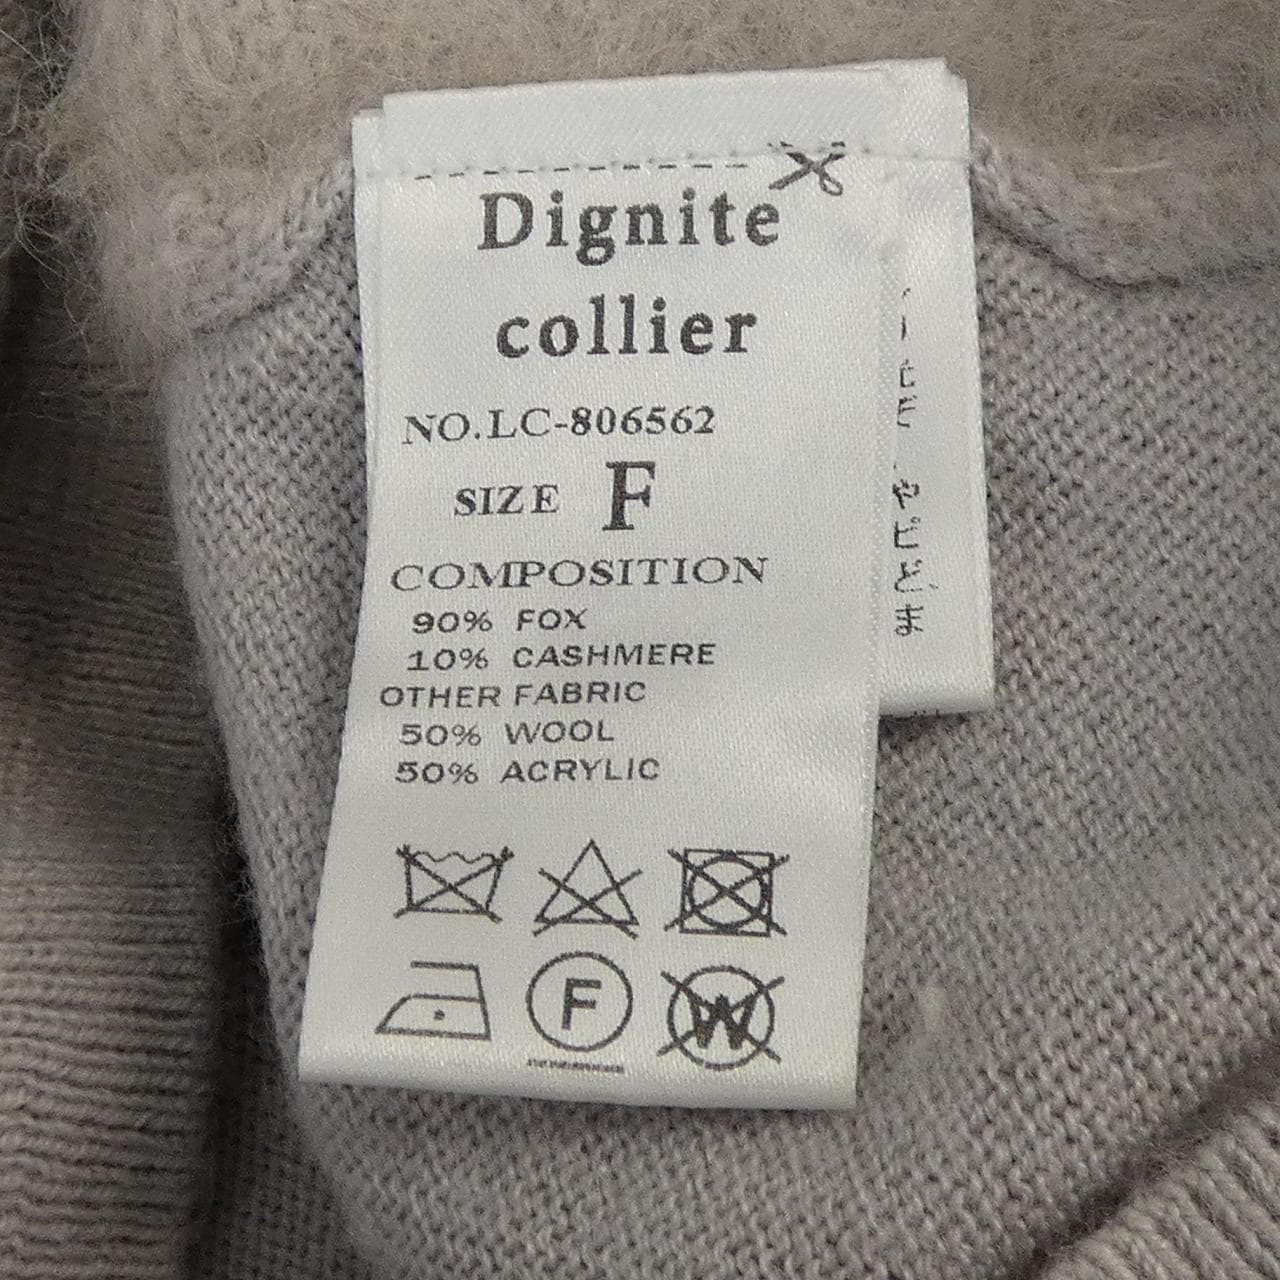 Dignite
collier
NO.LC-806562
SIZE F
COMPOSITION
90% FOX
10% CASHMERE
OTHER FABRIC
50% WOOL
50% ACRYLIC
F
W